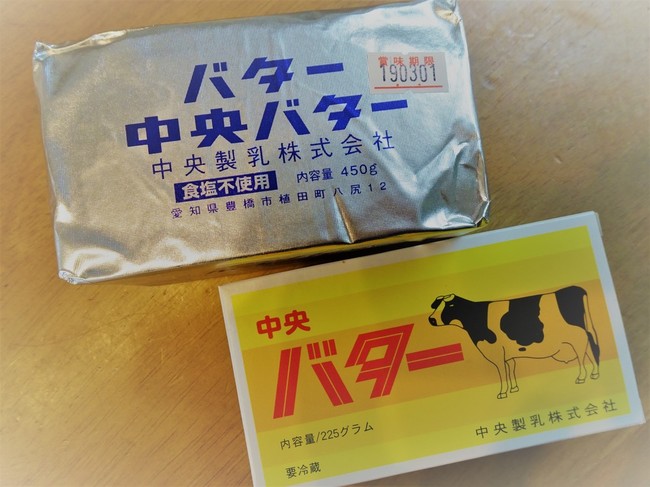 バター
賞味期限
190301
中央バター
中央製乳株式会社
食塩不使用 内容量 450g
愛知県豊橋市植田町八尻12
中央
バター
内容量/225グラム
中央製乳株式会社
要冷蔵